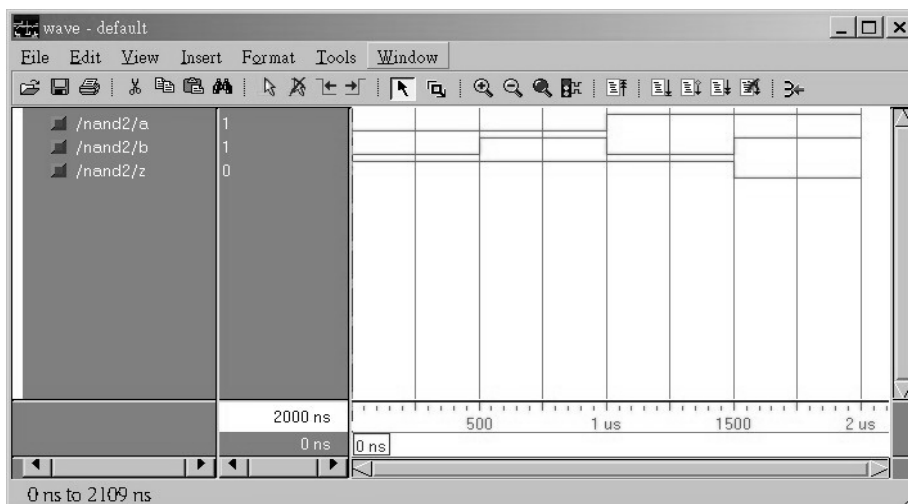 wave - default
File Edit View Insert Format Tools Window
/nand2/a 1
/nand2/b 1
/nand2/z 0
2000 ns
500 1 us 1500 2 us
0 ns 0 ns
0 ns to 2109 ns